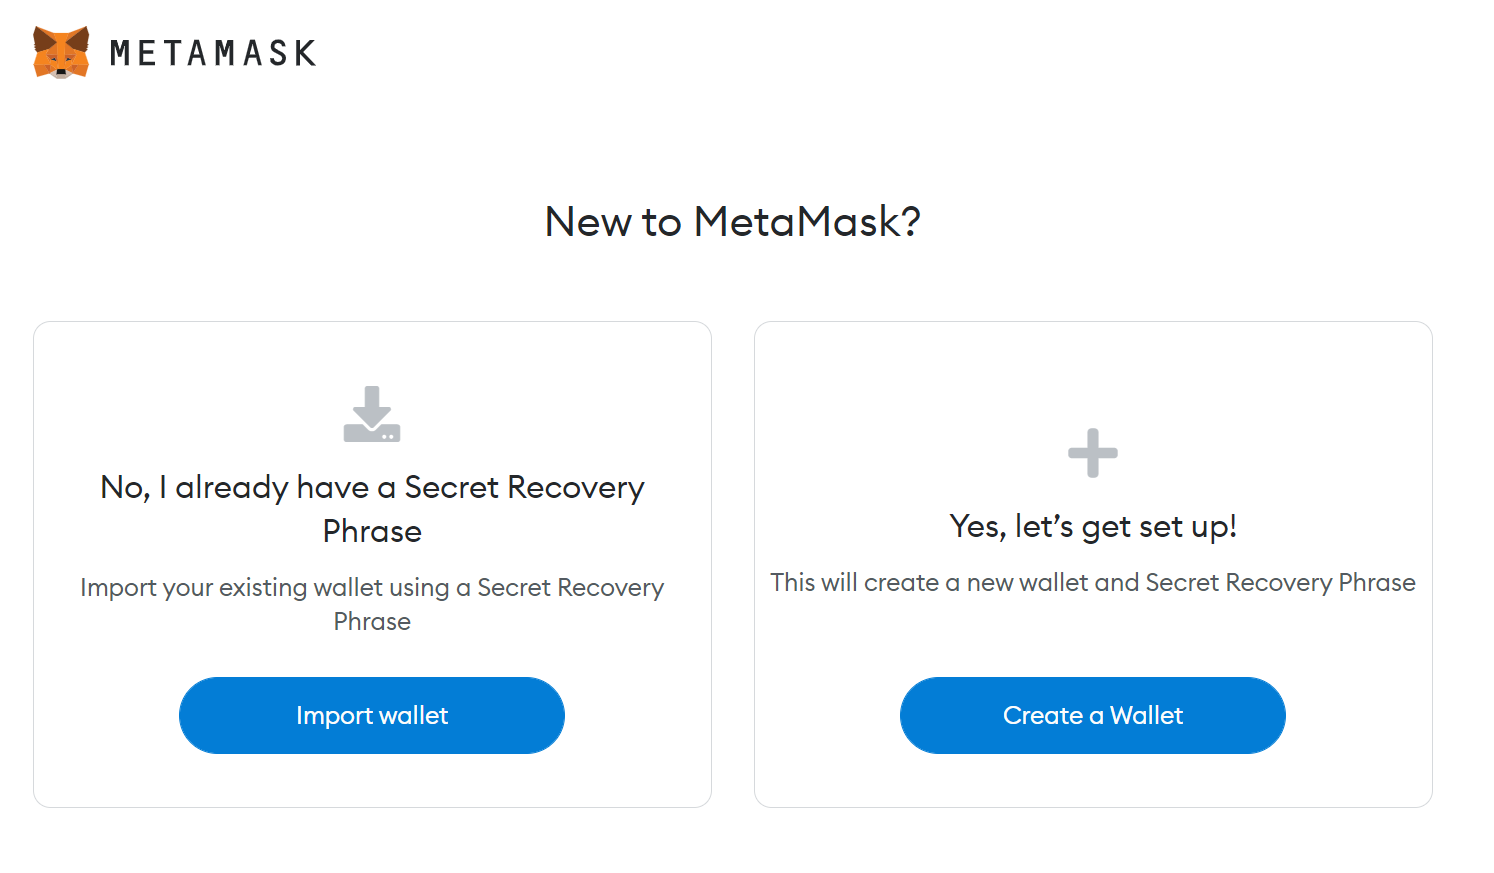 METAMASK
New to MetaMask?
No, I already have a Secret Recovery
Phrase
Import your existing wallet using a Secret Recovery
Phrase
Import wallet
Yes, let’s get set up!
This will create a new wallet and Secret Recovery Phrase
Create a Wallet